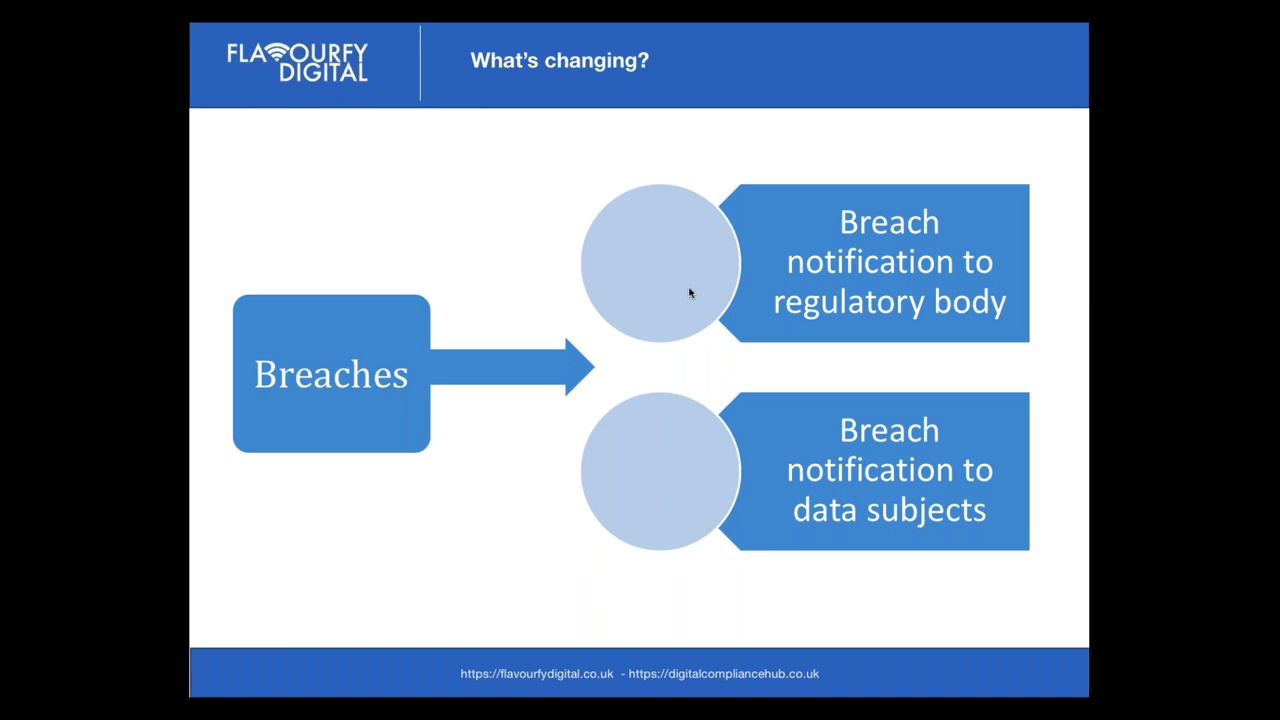 FLAVOURFY
DIGITAL
What’s changing?
Breaches
Breach
notification to
regulatory body
Breach
notification to
data subjects
https://flavourfydigital.co.uk - https://digitalcompliancehub.co.uk